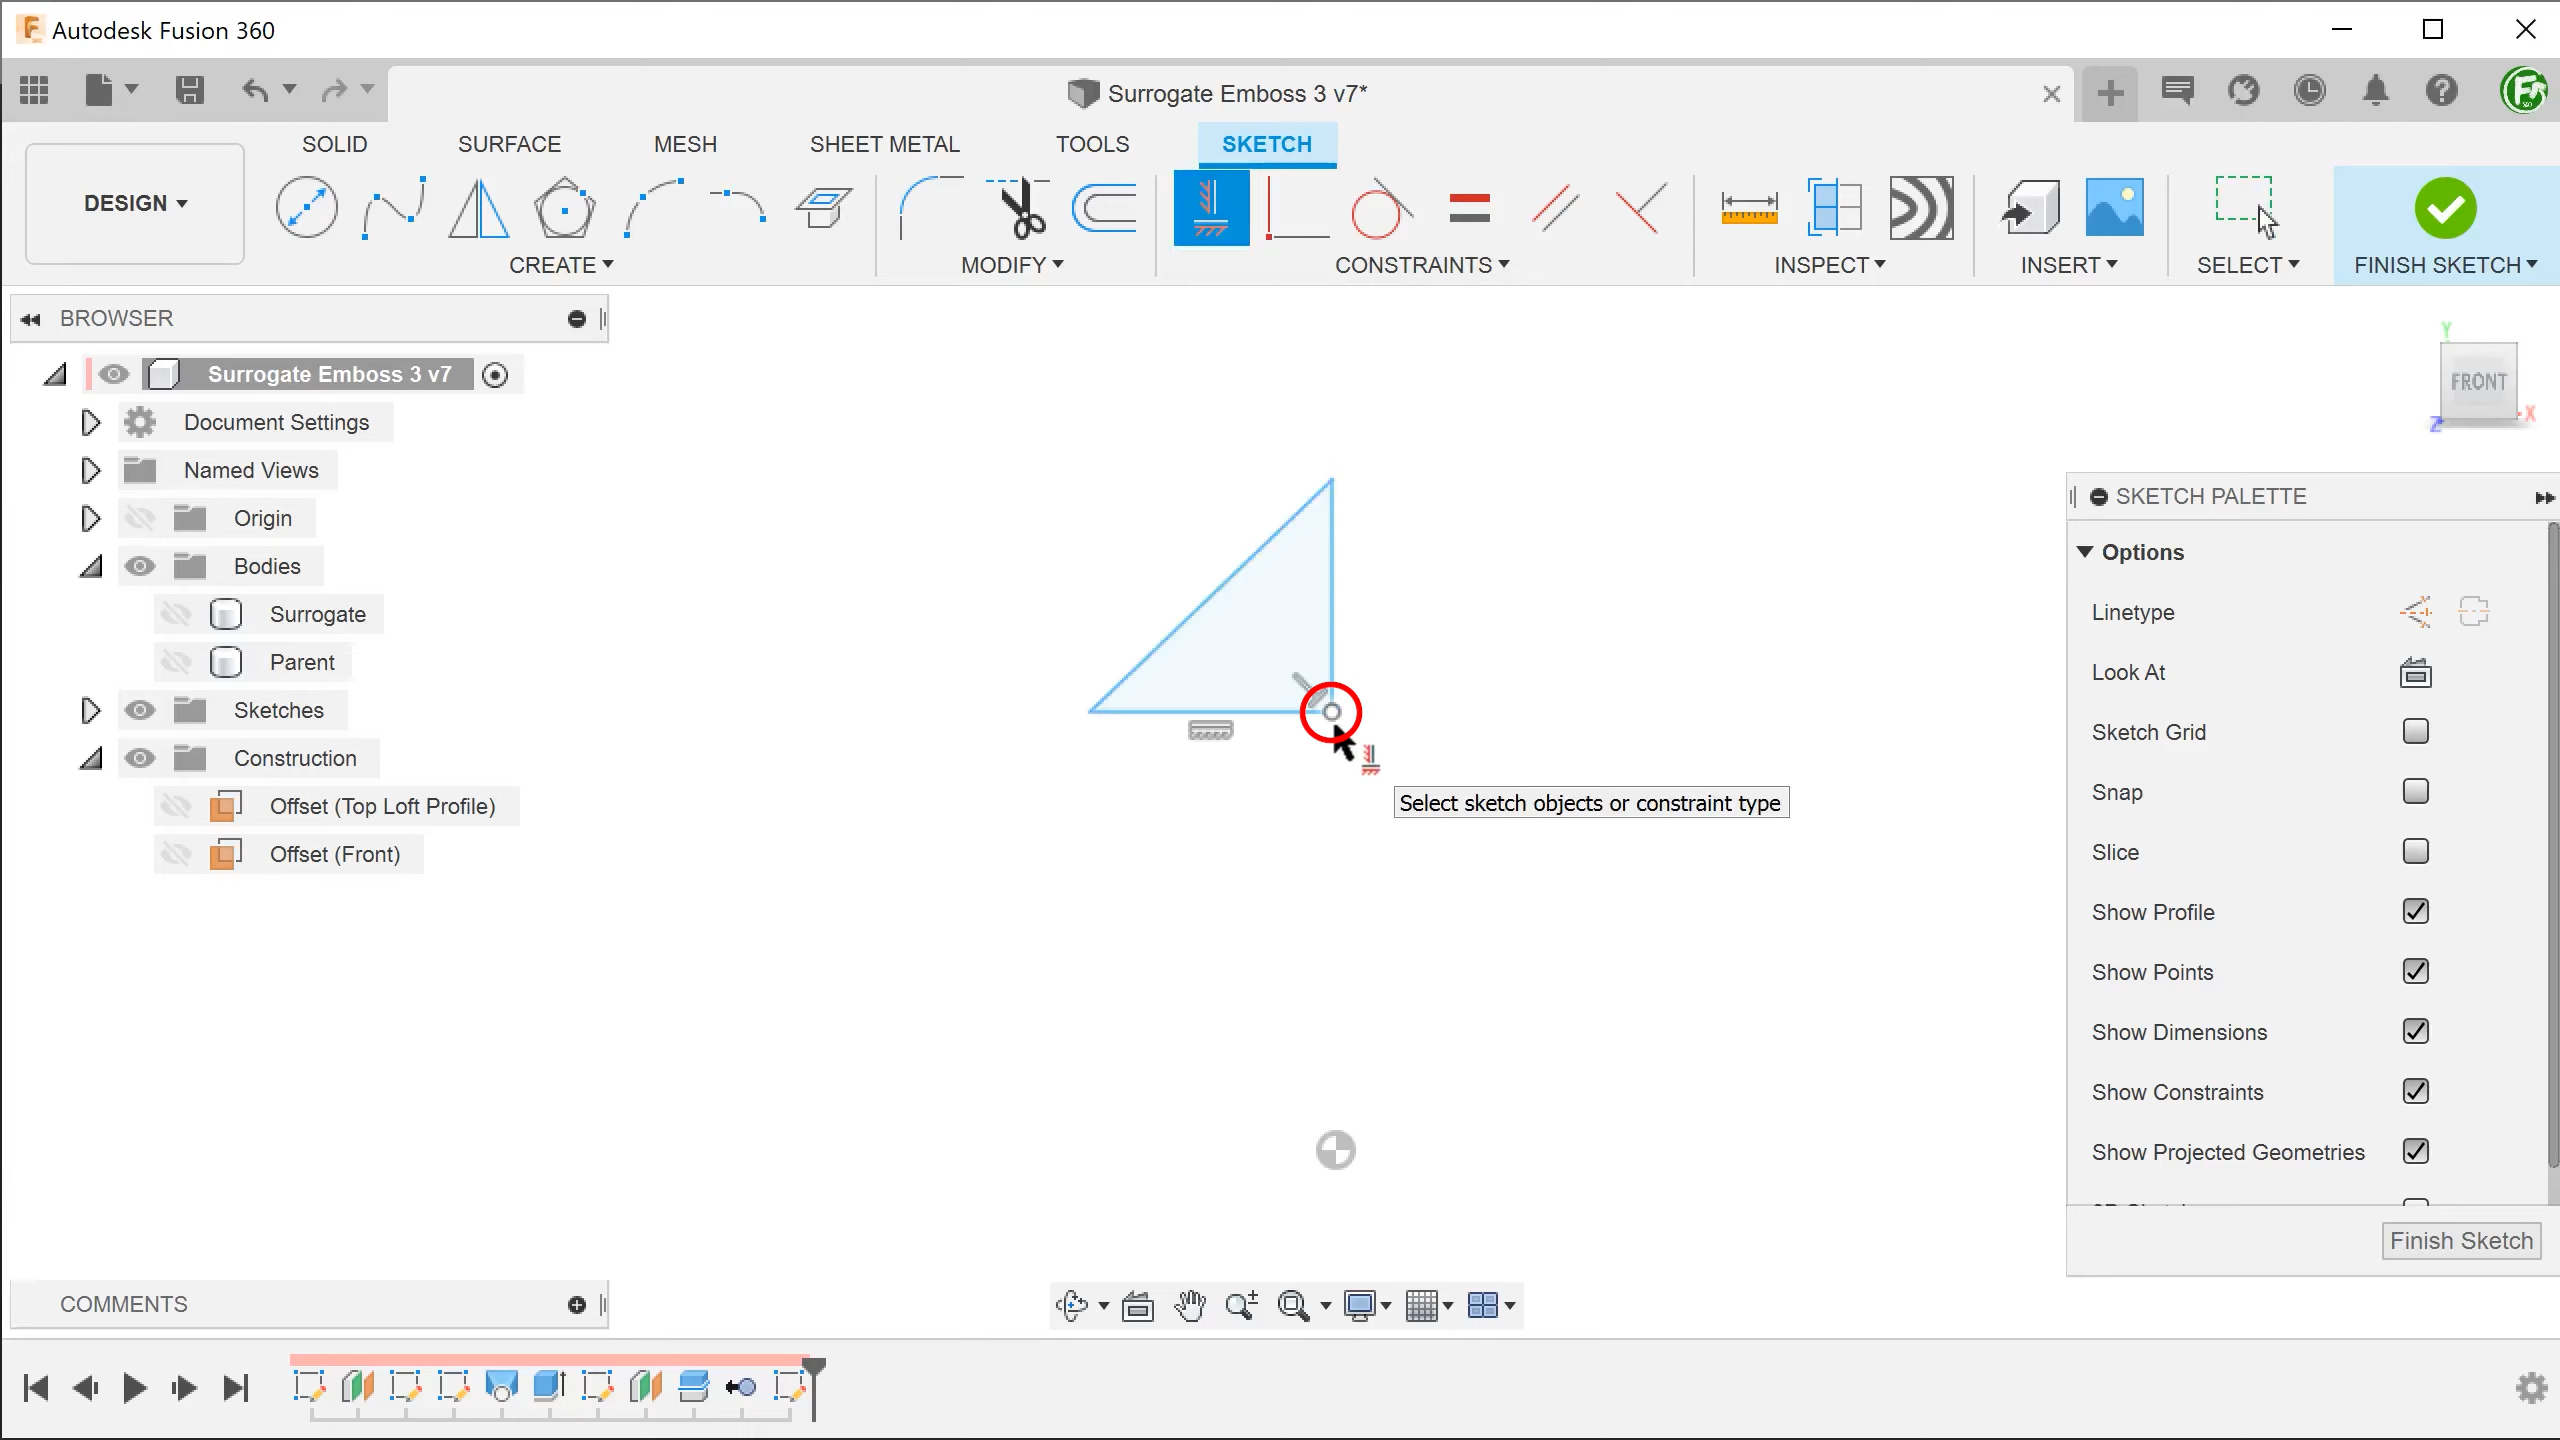 Autodesk Fusion 360
Surrogate Emboss 3 v7*
SOLID SURFACE MESH SHEET METAL TOOLS SKETCH
DESIGN
CREATE MODIFY CONSTRAINTS INSPECT INSERT SELECT FINISH SKETCH
BROWSER
Surrogate Emboss 3 v7
Document Settings
Named Views
Origin
Bodies
Surrogate
Parent
Sketches
Construction
Offset (Top Loft Profile)
Offset (Front)
Select sketch objects or constraint type
Y
FRONT
Z X
SKETCH PALETTE
Options
Linetype
Look At
Sketch Grid
Snap
Slice
Show Profile
Show Points
Show Dimensions
Show Constraints
Show Projected Geometries
Finish Sketch
COMMENTS